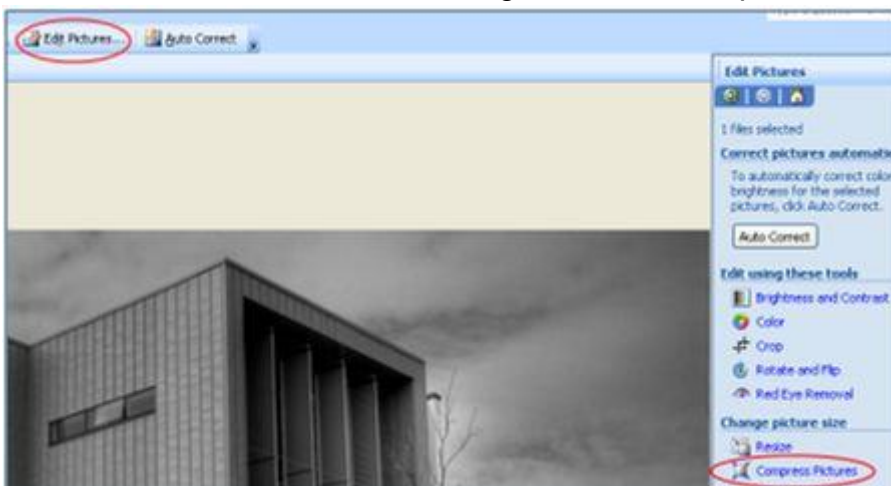 Edit Pictures...
Auto Correct
Edit Pictures
1 files selected
Correct pictures
To automatically correct color
brightness for the selected
pictures, click Auto Correct.
Auto Correct
Edit using these tools
Brightness and Contrast
Color
Crop
Rotate and Flip
Red Eye Removal
Change picture size
Resize
Compress Pictures